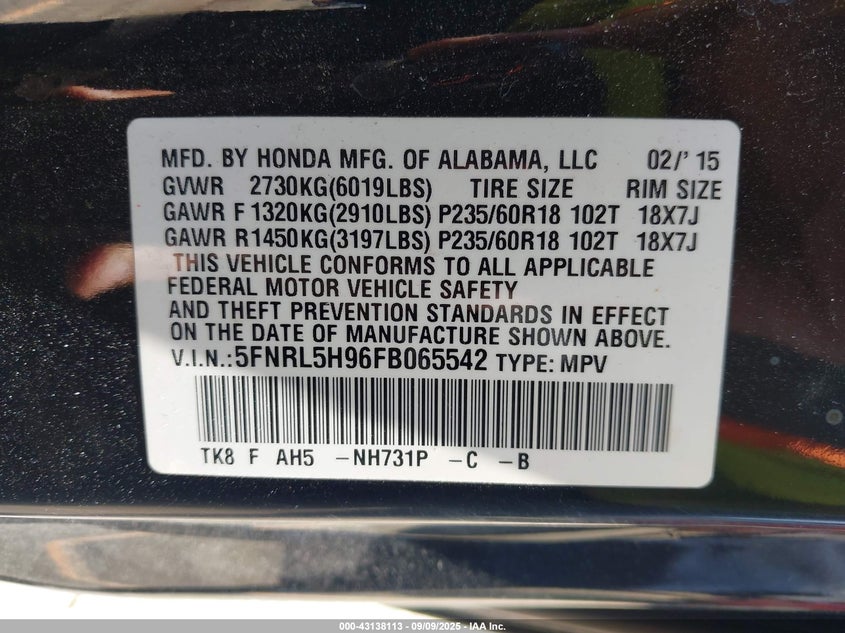 MFD. BY HONDA MFG. OF ALABAMA, LLC 02/' 15
GVWR 2730KG(6019LBS) TIRE SIZE RIM SIZE
GAWR F 1320KG(2910LBS) P235/60R18 102T 18X7J
GAWR R1450KG(3197LBS) P235/60R18 102T 18X7J
THIS VEHICLE CONFORMS TO ALL APPLICABLE
FEDERAL MOTOR VEHICLE SAFETY
AND THEFT PREVENTION STANDARDS IN EFFECT
ON THE DATE OF MANUFACTURE SHOWN ABOVE.
V.I.N.:5FNRL5H96FB065542 TYPE: MPV
TK8 F AH5 -NH731P -C -B
000-43138113 - 09/09/2025 - IAA Inc.